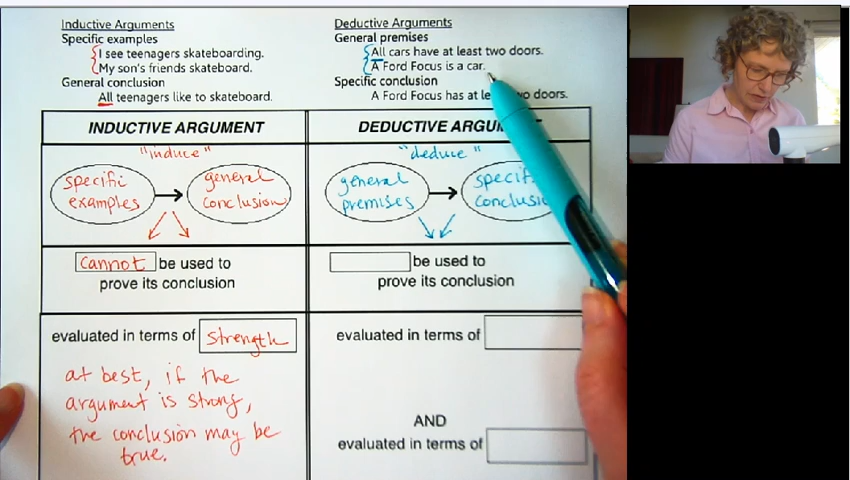 Inductive Arguments
Specific examples
I see teenagers skateboarding.
My son's friends skateboard.
General conclusion
All teenagers like to skateboard.
Deductive Arguments
General premises
All cars have at least two doors.
A Ford Focus is a car.
Specific conclusion
A Ford Focus has at least two doors.
INDUCTIVE ARGUMENT
"induce"
specific
examples
general
conclusion
cannot be used to
prove its conclusion
evaluated in terms of strength
at best, if the
argument is strong,
the conclusion may be
true.
DEDUCTIVE ARGUMENT
"deduce"
general
premises
specific
conclusion
be used to
prove its conclusion
evaluated in terms of
AND
evaluated in terms of